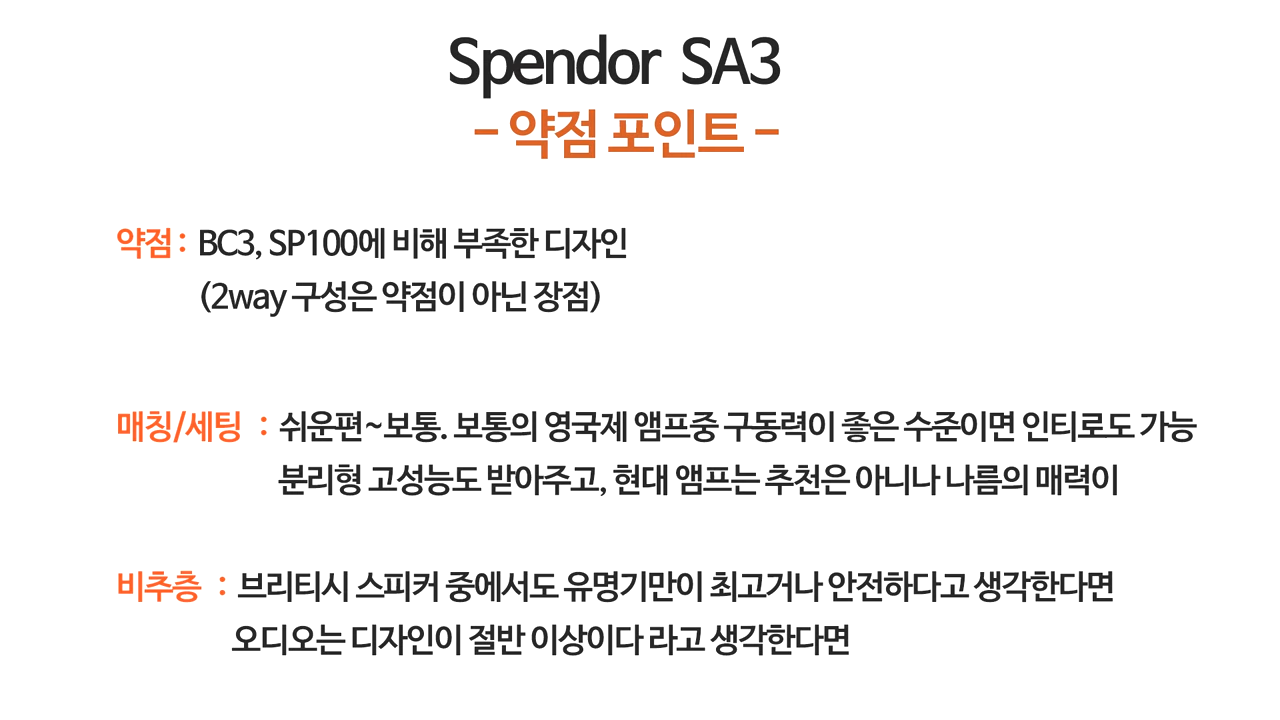 Spendor SA3
- 약점 포인트 -
약점 : BC3, SP100에 비해 부족한 디자인
(2way 구성은 약점이 아닌 장점)
매칭/세팅 : 쉬운편~보통. 보통의 영국제 앰프중 구동력이 좋은 수준이면 인티로도 가능
분리형 고성능도 받아주고, 현대 앰프는 추천은 아니나 나름의 매력이
비추층 : 브리티시 스피커 중에서도 유명기만이 최고거나 안전하다고 생각한다면
오디오는 디자인이 절반 이상이다 라고 생각한다면